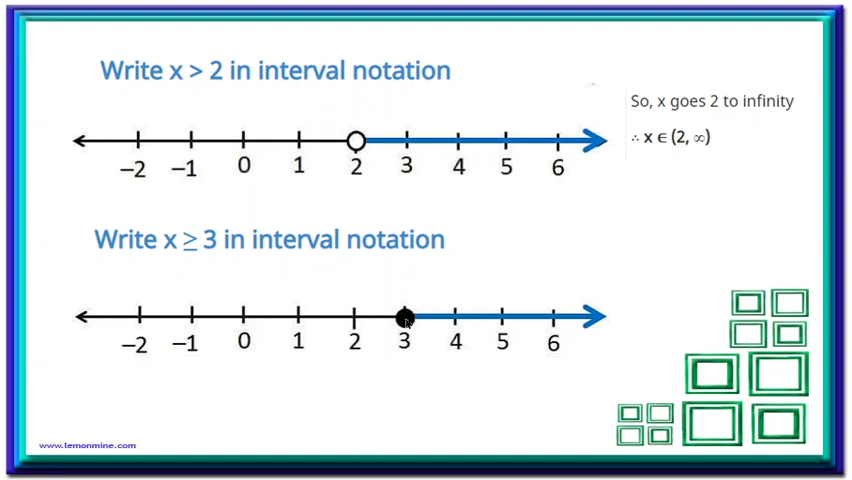 Write x > 2 in interval notation
So, x goes 2 to infinity
∴ x ∈ (2, ∞)
–2 –1 0 1 2 3 4 5 6
Write x ≥ 3 in interval notation
–2 –1 0 1 2 3 4 5 6
www.lemonmine.com